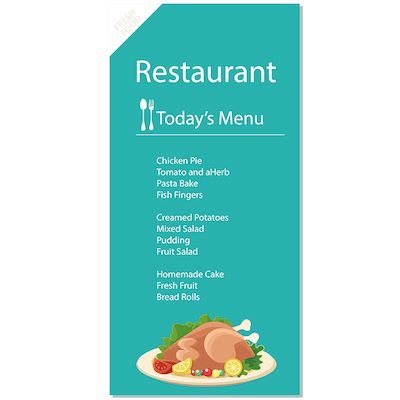 FRESH
FOOD
Restaurant
Today's Menu
Chicken Pie
Tomato and aHerb
Pasta Bake
Fish Fingers
Creamed Potatoes
Mixed Salad
Pudding
Fruit Salad
Homemade Cake
Fresh Fruit
Bread Rolls